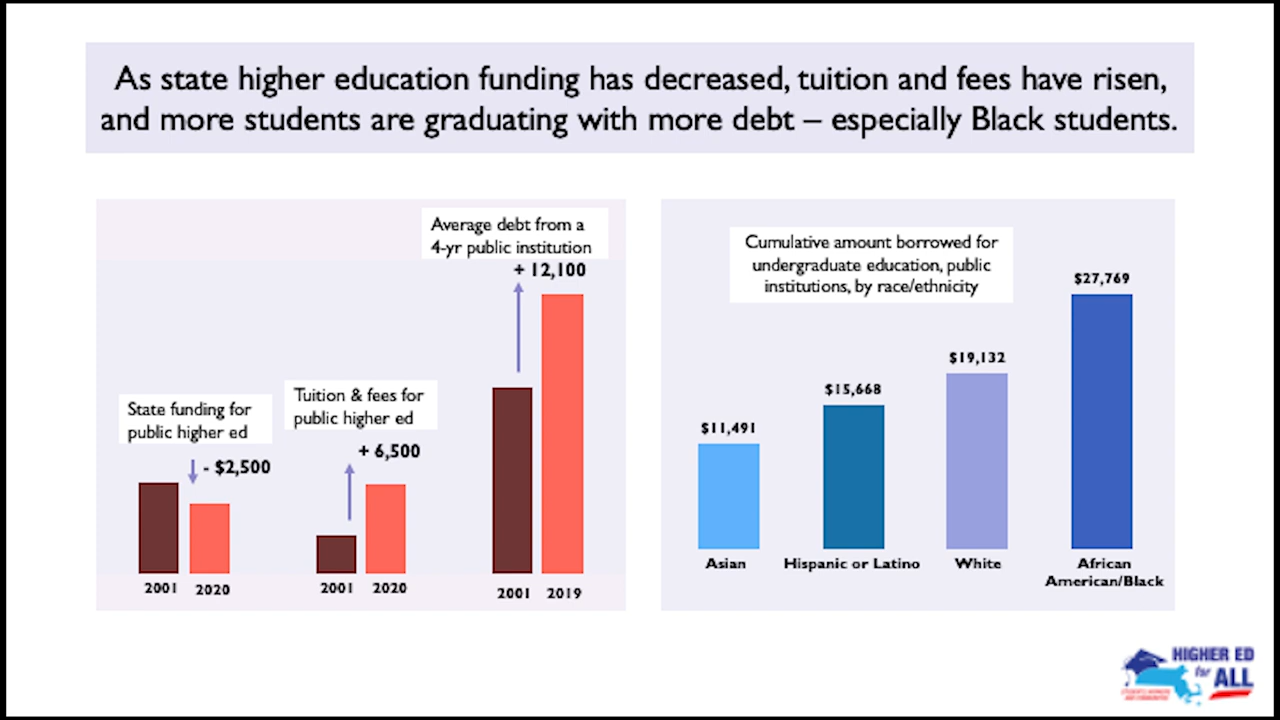 As state higher education funding has decreased, tuition and fees have risen,
and more students are graduating with more debt – especially Black students.
Average debt from a
4-yr public institution
+ 12,100
Tuition & fees for
public higher ed
+ 6,500
State funding for
public higher ed
- $2,500
2001 2020
2001 2020
2001 2019
Cumulative amount borrowed for
undergraduate education, public
institutions, by race/ethnicity
$11,491
$15,668
$19,132
$27,769
Asian
Hispanic or Latino
White
African
American/Black
HIGHER ED
for
ALL